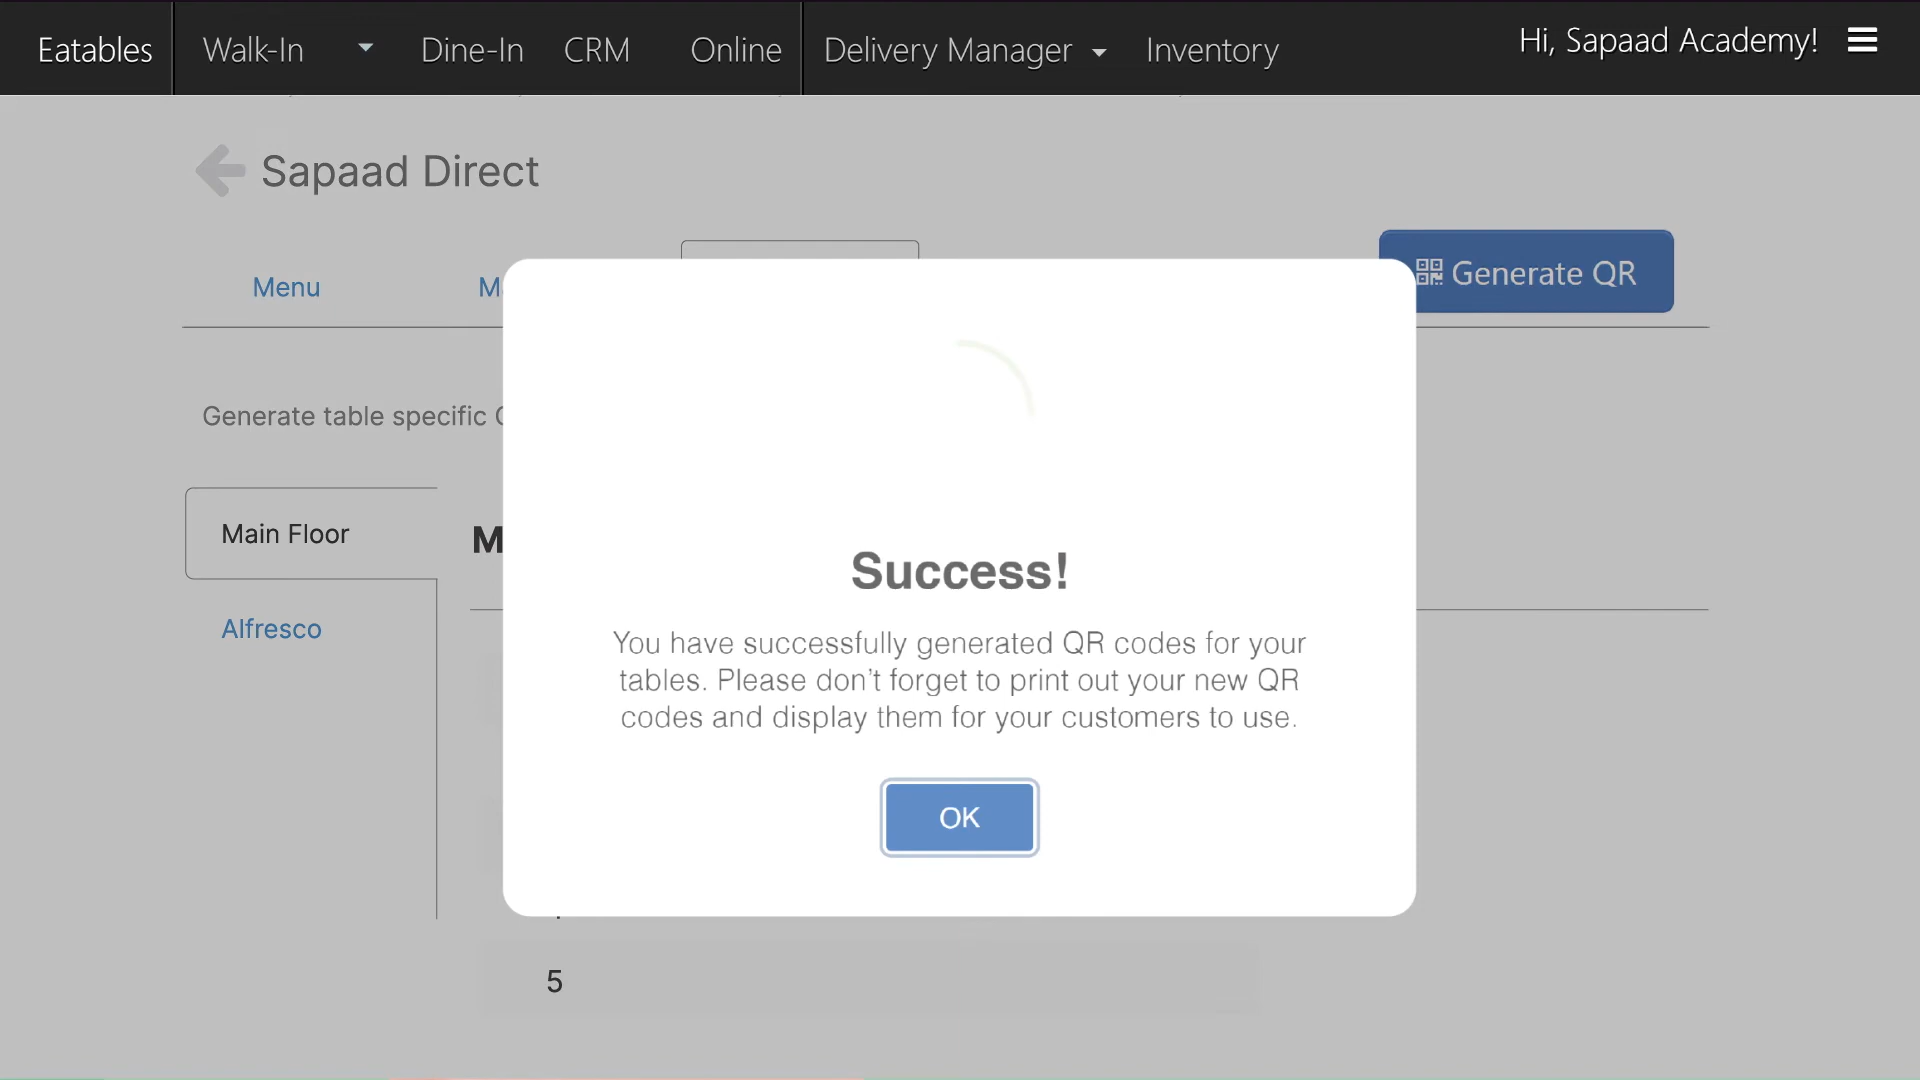 Eatables Walk-In Dine-In CRM Online Delivery Manager Inventory Hi, Sapaad Academy!
Sapaad Direct
Menu Generate QR
Generate table specific
Main Floor
Alfresco
Success!
You have successfully generated QR codes for your
tables. Please don't forget to print out your new QR
codes and display them for your customers to use.
OK
5